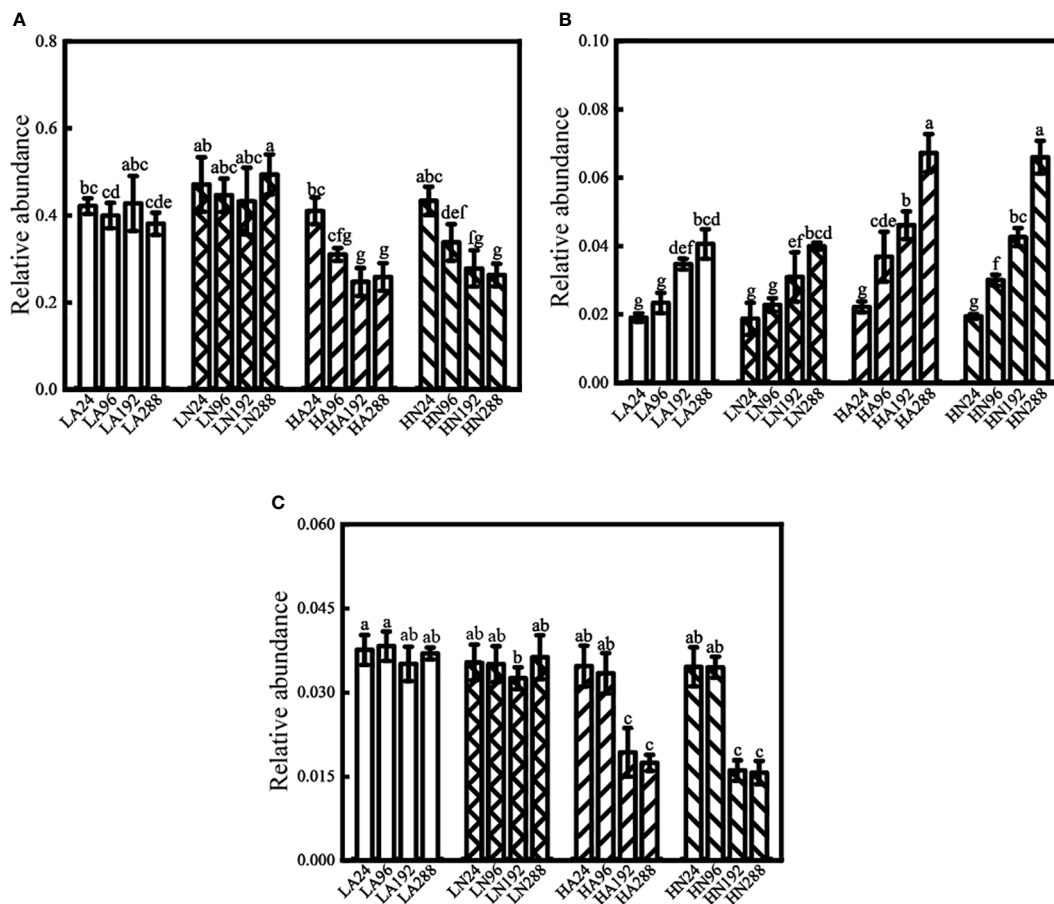 A
Relative abundance
0.8
0.6
0.4
0.2
0.0
bc cd abc cde ab abc abc a bc cfg g g abc def fg g
LA24 LA96 LA192 LA288 LN24 LN96 LN192 LN288 HA24 HA96 HA192 HA288 HN24 HN96 HN192 HN288
B
Relative abundance
0.10
0.08
0.06
0.04
0.02
0.00
g g def bcd g g ef bcd g cde b a g f bc a
LA24 LA96 LA192 LA288 LN24 LN96 LN192 LN288 HA24 HA96 HA192 HA288 HN24 HN96 HN192 HN288
C
Relative abundance
0.060
0.045
0.030
0.015
0.000
a a ab ab ab ab b ab ab ab c c ab ab c c
LA24 LA96 LA192 LA288 LN24 LN96 LN192 LN288 HA24 HA96 HA192 HA288 HN24 HN96 HN192 HN288